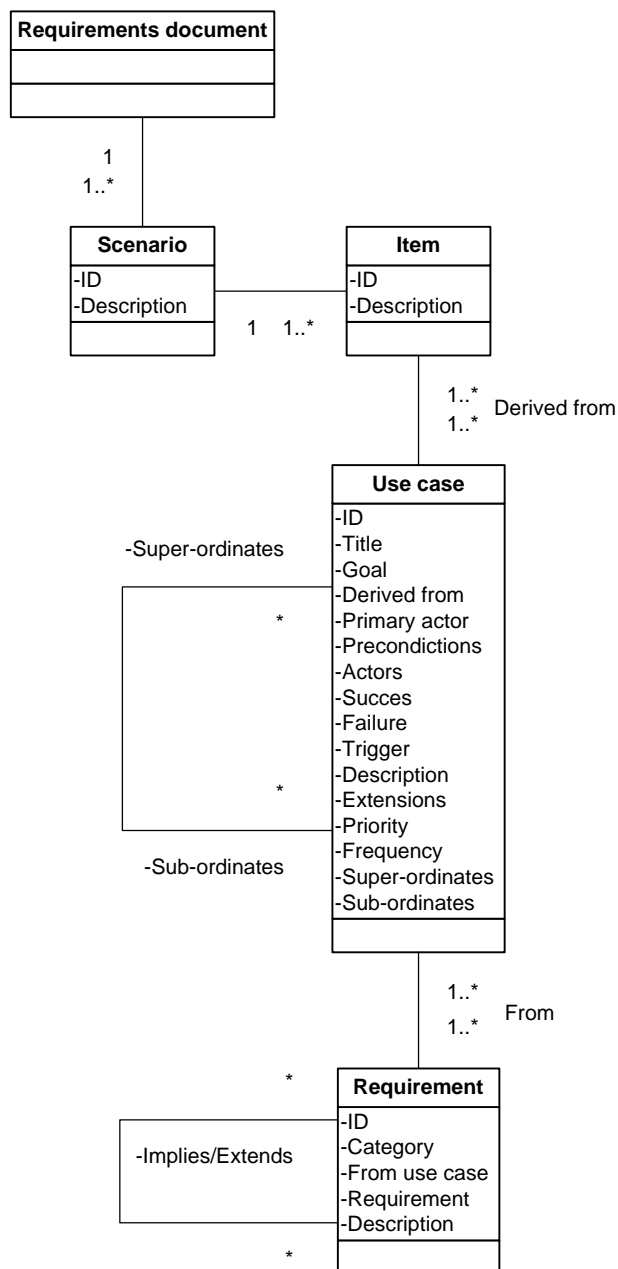 Requirements document
1
1..*
Scenario
-ID
-Description
1 1..*
Item
-ID
-Description
1..*
1..*
Derived from
Use case
-ID
-Title
-Goal
-Derived from
-Primary actor
-Precondictions
-Actors
-Succes
-Failure
-Trigger
-Description
-Extensions
-Priority
-Frequency
-Super-ordinates
-Sub-ordinates
-Super-ordinates
*
*
-Sub-ordinates
1..*
1..*
From
*
-Implies/Extends
*
Requirement
-ID
-Category
-From use case
-Requirement
-Description